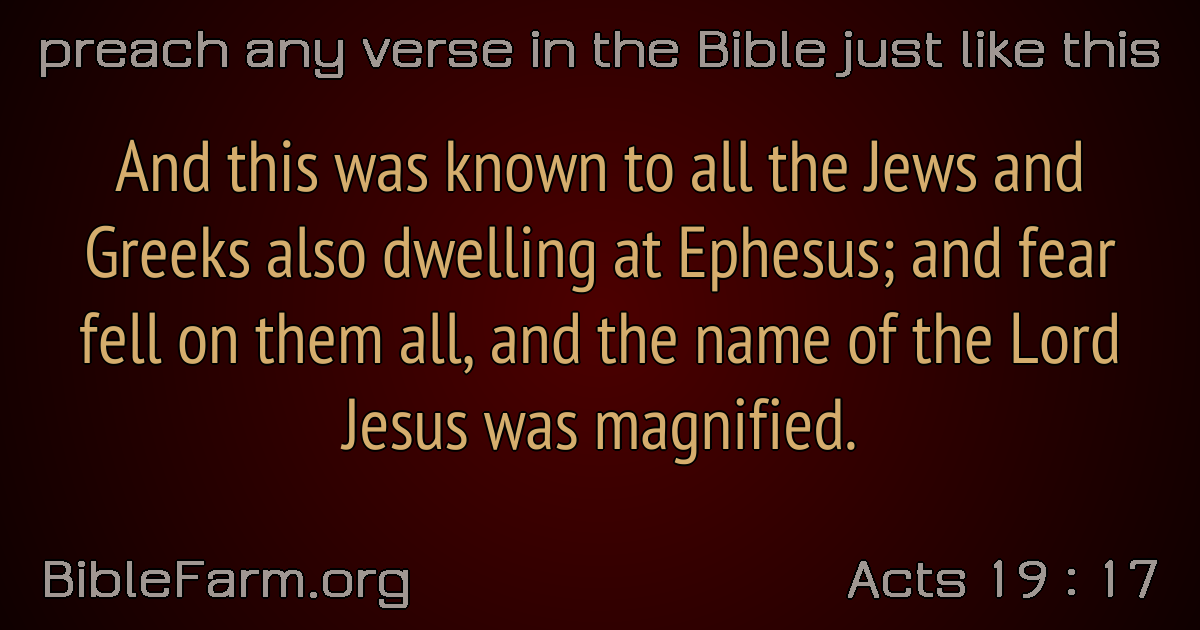 preach any verse in the Bible just like this
And this was known to all the Jews and
Greeks also dwelling at Ephesus; and fear
fell on them all, and the name of the Lord
Jesus was magnified.
BibleFarm.org
Acts 19 : 17